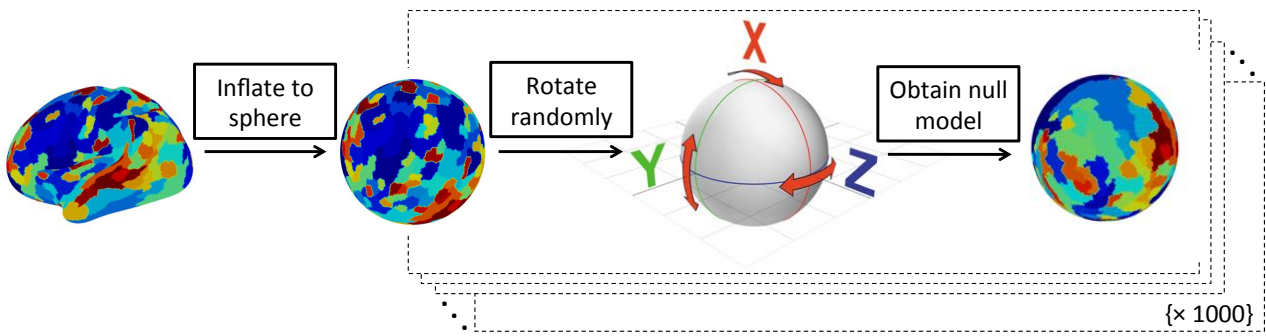 Inflate to
sphere
Rotate
randomly
X
Y
Z
Obtain null
model
{× 1000}